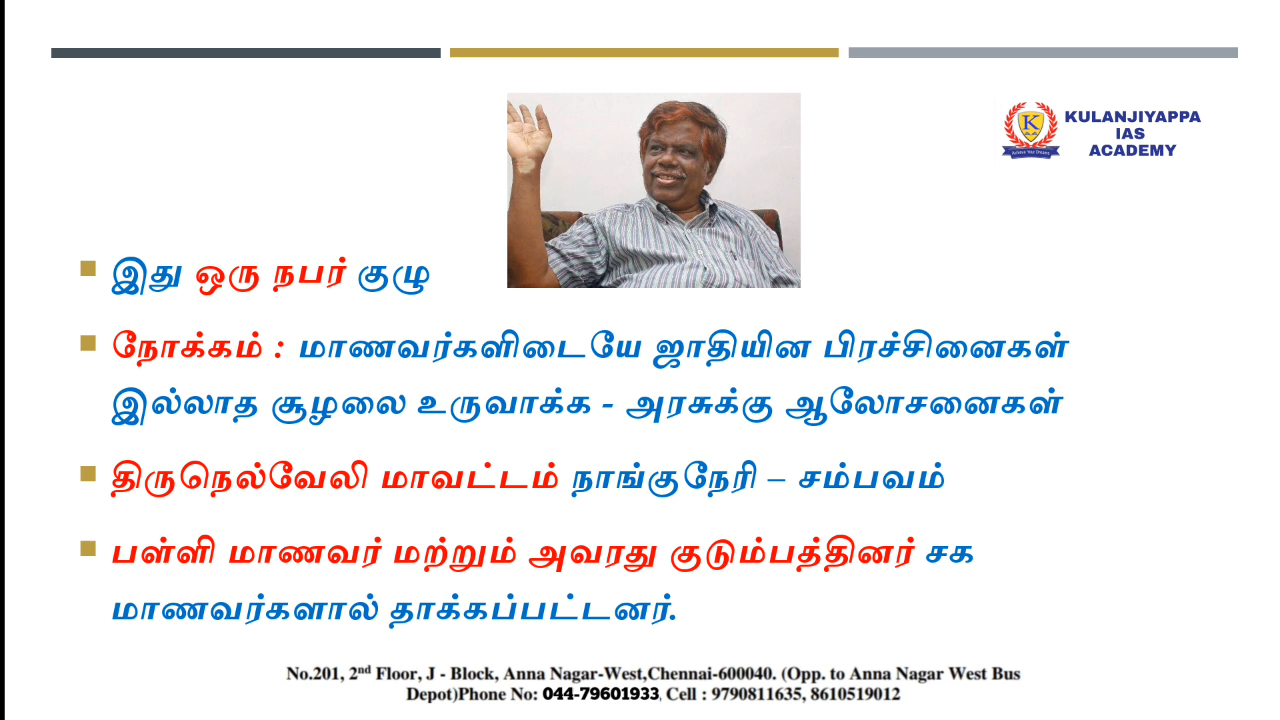 KULANJIYAPPA
IAS
ACADEMY
இது ஒரு நபர் குழு
நோக்கம் : மாணவர்களிடையே ஜாதியின பிரச்சினைகள்
இல்லாத சூழலை உருவாக்க - அரசுக்கு ஆலோசனைகள்
திருநெல்வேலி மாவட்டம் நாங்குநேரி – சம்பவம்
பள்ளி மாணவர் மற்றும் அவரது குடும்பத்தினர் சக
மாணவர்களால் தாக்கப்பட்டனர்.
No.201, 2nd Floor, J - Block, Anna Nagar-West,Chennai-600040. (Opp. to Anna Nagar West Bus
Depot)Phone No: 044-79601933, Cell : 9790811635, 8610519012